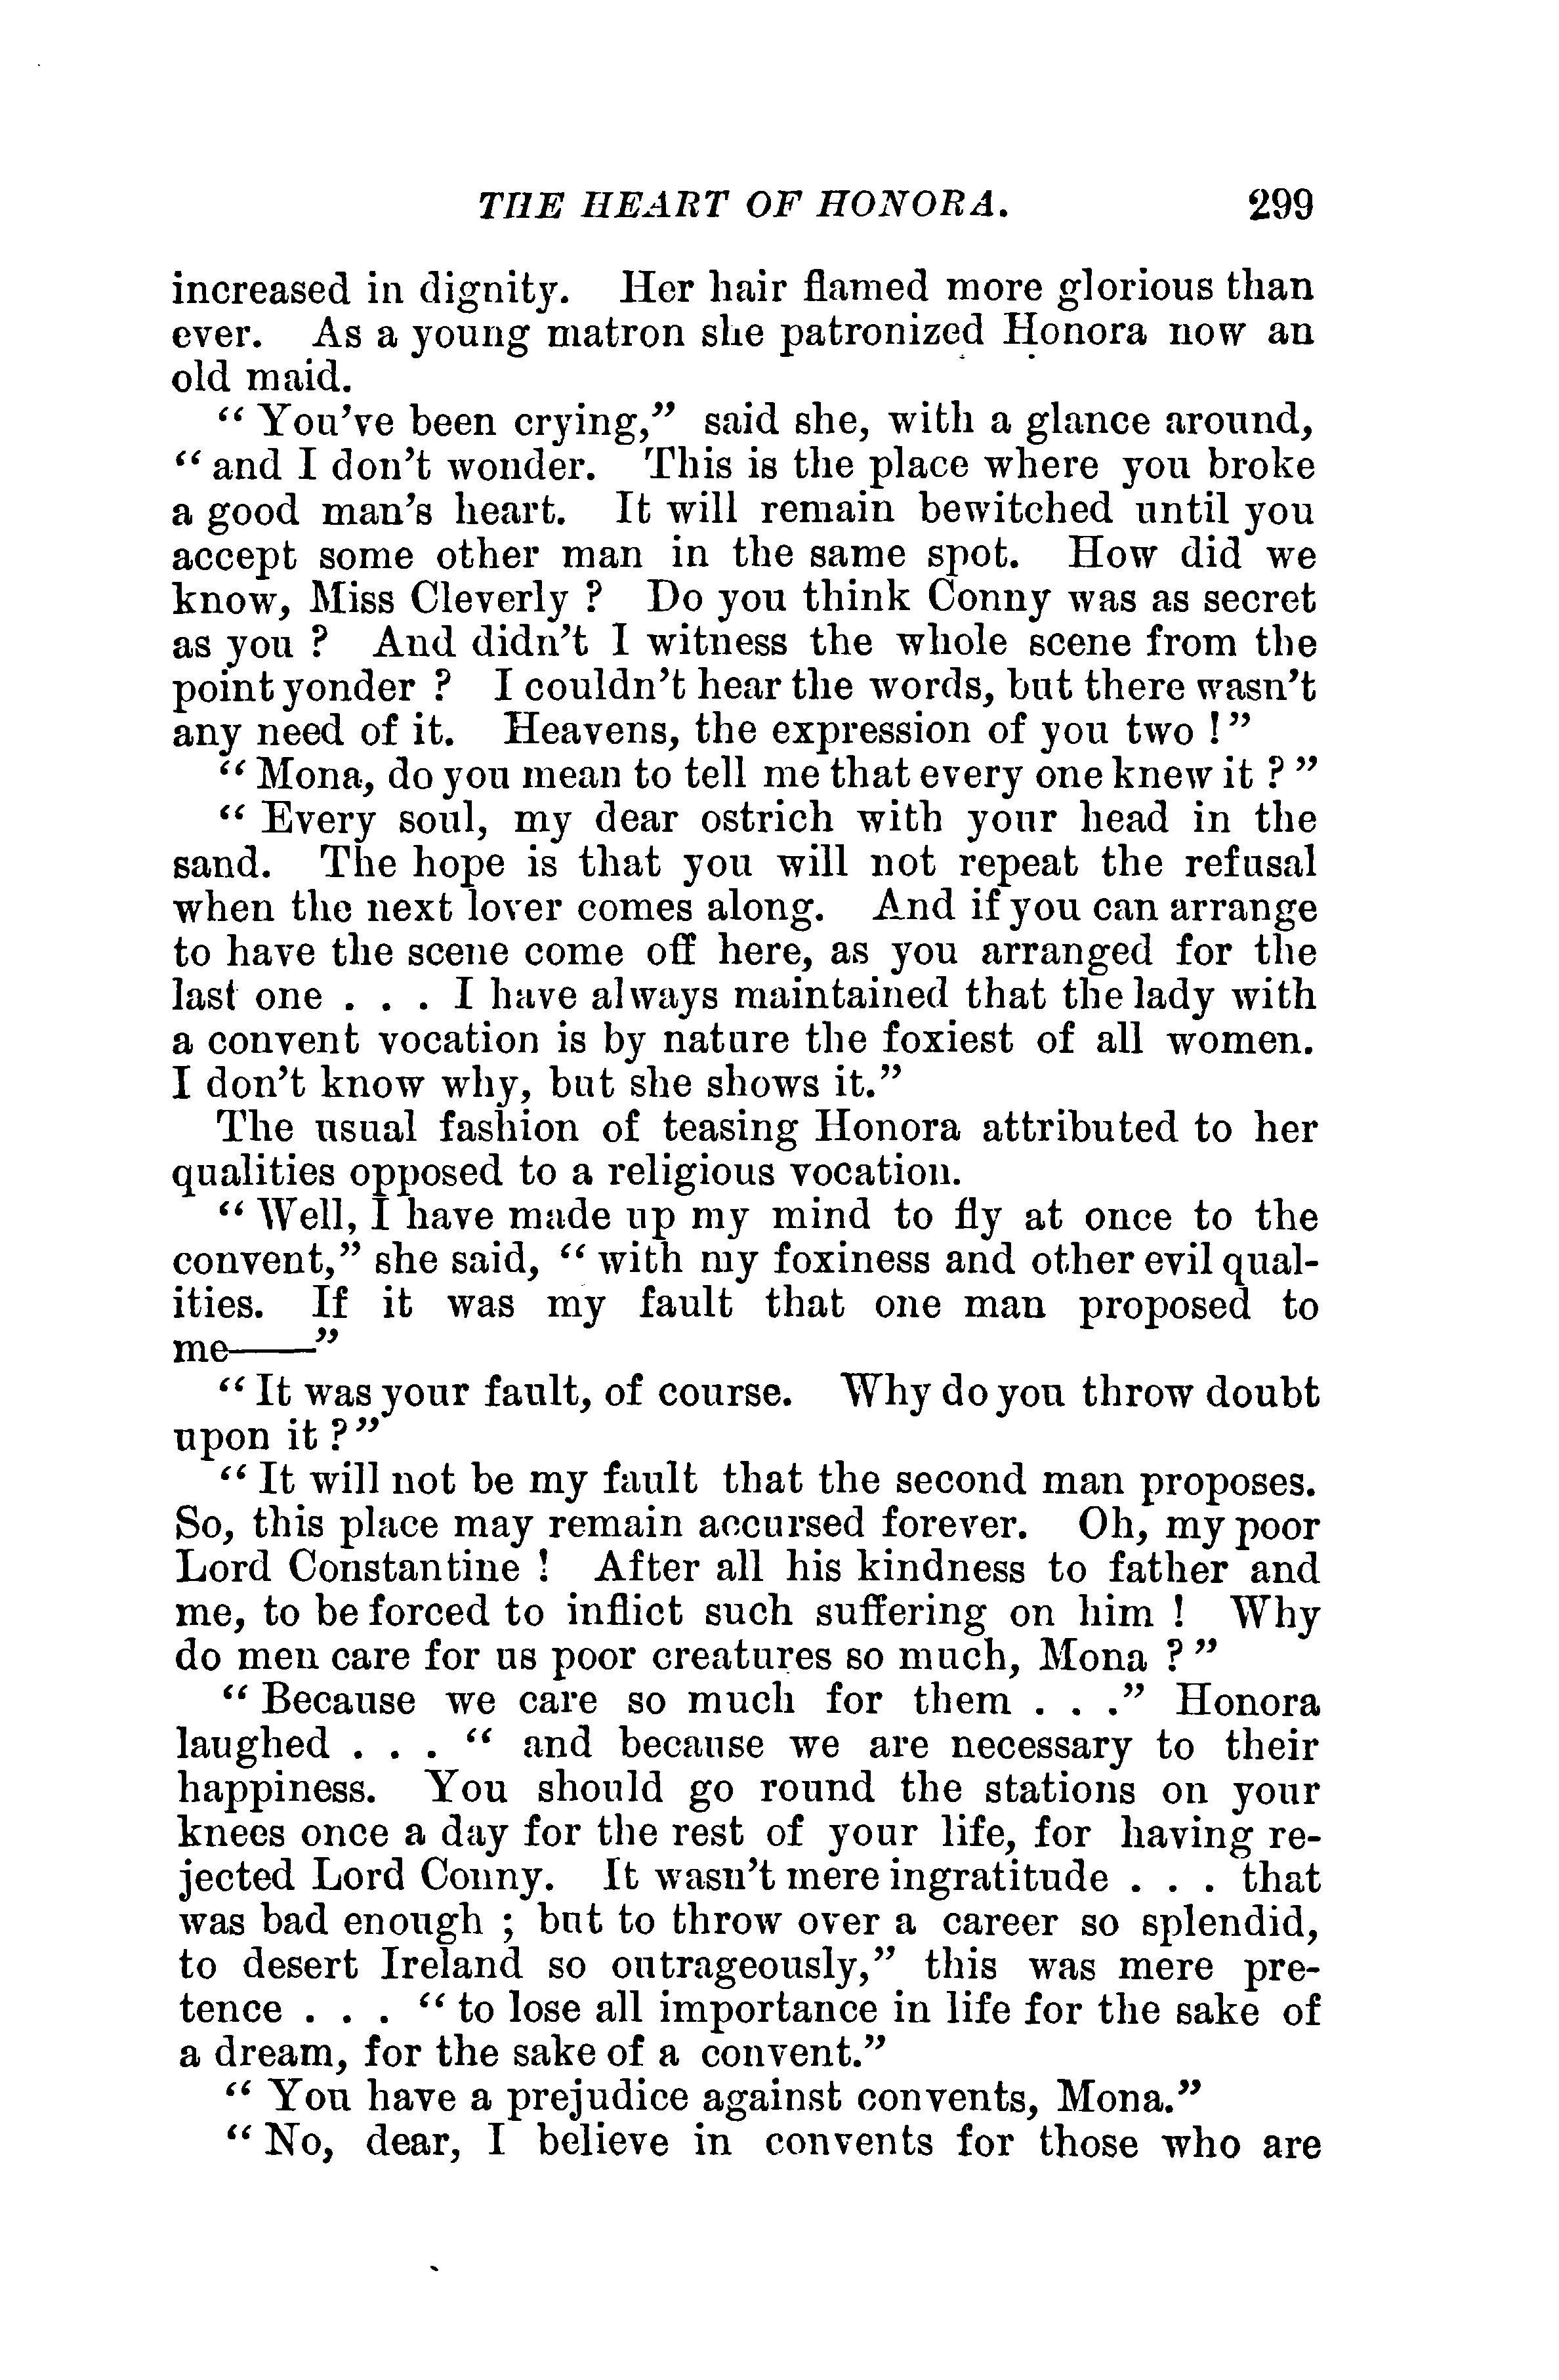 THE HEART OF HONORA. 299
increased in dignity. Her hair flamed more glorious than
ever. As a young matron she patronized Honora now an
old maid.
“ You’ve been crying,” said she, with a glance around,
“ and I don’t wonder. This is the place where you broke
a good man’s heart. It will remain bewitched until you
accept some other man in the same spot. How did we
know, Miss Cleverly ? Do you think Conny was as secret
as you ? And didn’t I witness the whole scene from the
point yonder ? I couldn’t hear the words, but there wasn’t
any need of it. Heavens, the expression of you two !”
“ Mona, do you mean to tell me that every one knew it ? ”
“ Every soul, my dear ostrich with your head in the
sand. The hope is that you will not repeat the refusal
when the next lover comes along. And if you can arrange
to have the scene come off here, as you arranged for the
last one . . . I have always maintained that the lady with
a convent vocation is by nature the foxiest of all women.
I don’t know why, but she shows it.”
The usual fashion of teasing Honora attributed to her
qualities opposed to a religious vocation.
“ Well, I have made up my mind to fly at once to the
convent,” she said, “ with my foxiness and other evil qual-
ities. If it was my fault that one man proposed to
me——”
“ It was your fault, of course. Why do you throw doubt
upon it ?”
“ It will not be my fault that the second man proposes.
So, this place may remain accursed forever. Oh, my poor
Lord Constantine ! After all his kindness to father and
me, to be forced to inflict such suffering on him ! Why
do men care for us poor creatures so much, Mona ? ”
“ Because we care so much for them . . .” Honora
laughed . . . “ and because we are necessary to their
happiness. You should go round the stations on your
knees once a day for the rest of your life, for having re-
jected Lord Conny. It wasn’t mere ingratitude . . . that
was bad enough ; but to throw over a career so splendid,
to desert Ireland so outrageously,” this was mere pre-
tence . . . “ to lose all importance in life for the sake of
a dream, for the sake of a convent.”
“ You have a prejudice against convents, Mona.”
“ No, dear, I believe in convents for those who are